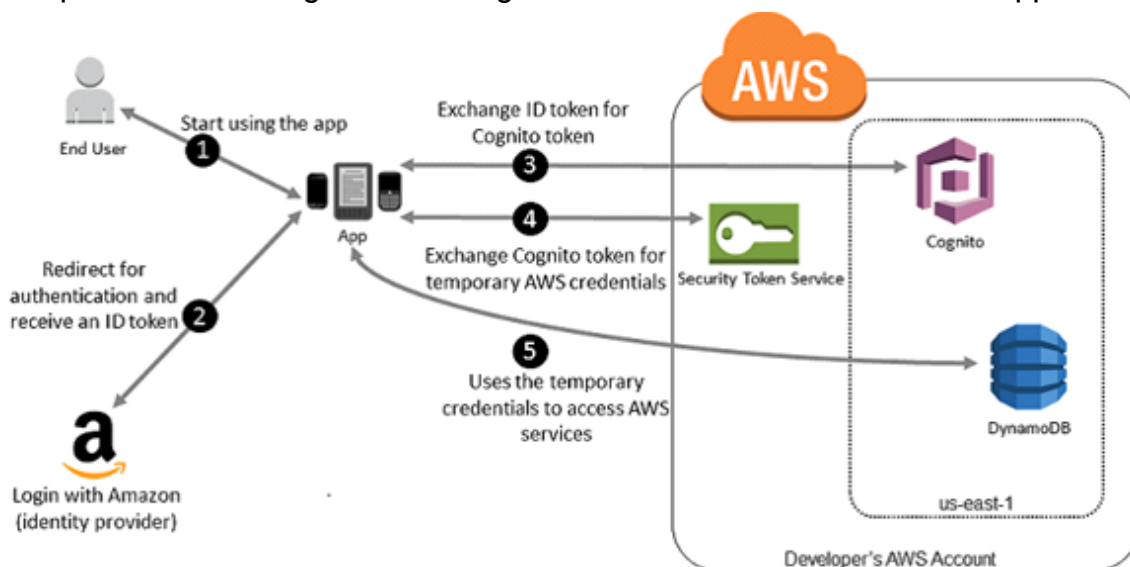 AWS
End User
Start using the app
1
Exchange ID token for
Cognito token
3
App
4
Exchange Cognito token for
temporary AWS credentials
Cognito
Security Token Service
Redirect for
authentication and
receive an ID token
2
5
Uses the temporary
credentials to access AWS
services
DynamoDB
a
Login with Amazon
(identity provider)
us-east-1
Developer's AWS Account